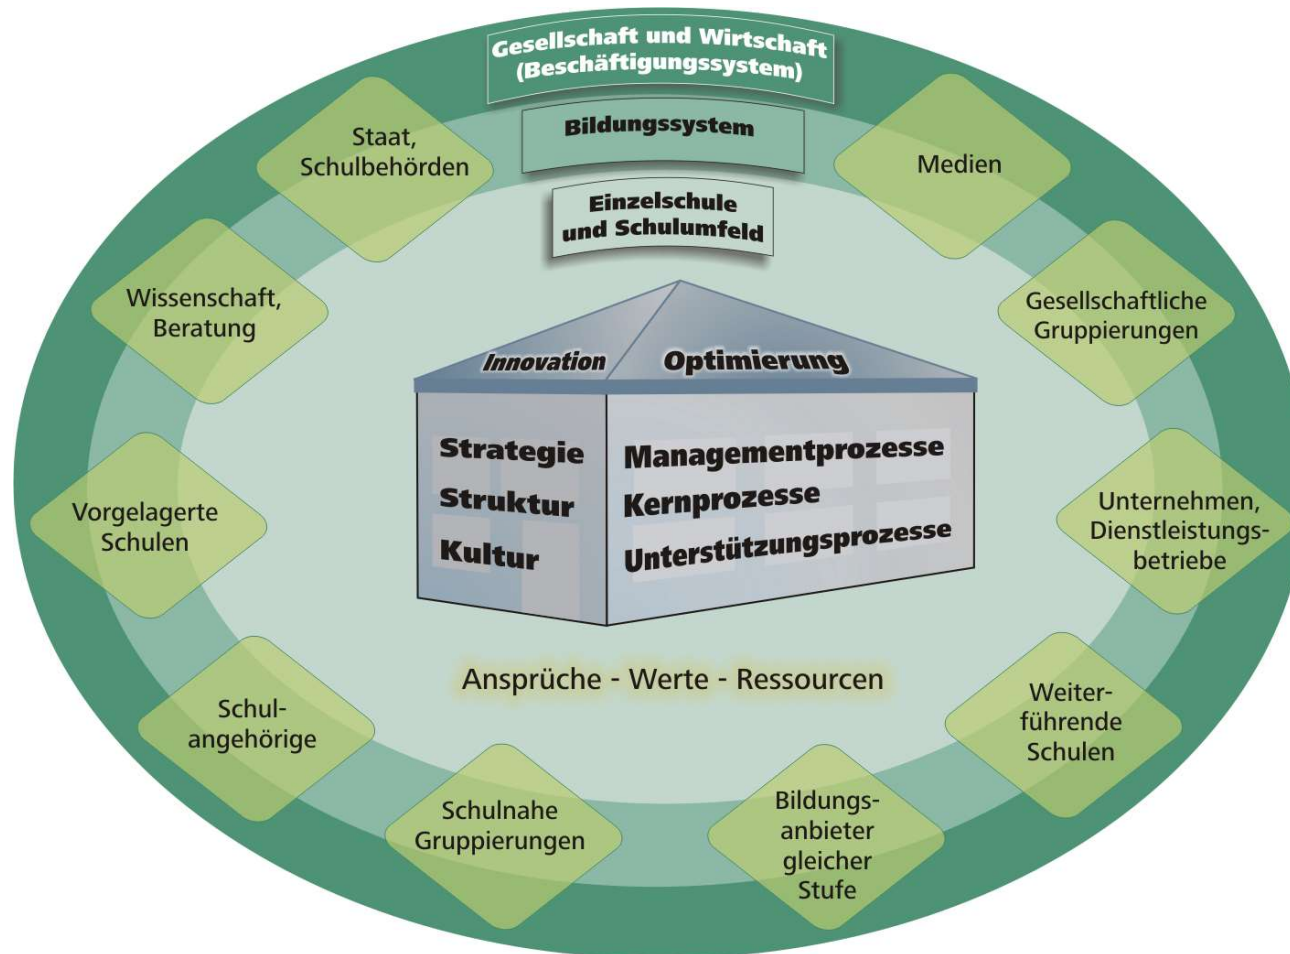 Gesellschaft und Wirtschaft
(Beschäftigungssystem)
Bildungssystem
Einzelschule
und Schulumfeld
Staat,
Schulbehörden
Medien
Wissenschaft,
Beratung
Gesellschaftliche
Gruppierungen
Innovation
Optimierung
Strategie
Struktur
Kultur
Managementprozesse
Kernprozesse
Unterstützungsprozesse
Vorgelagerte
Schulen
Unternehmen,
Dienstleistungs-
betriebe
Ansprüche - Werte - Ressourcen
Schul-
angehörige
Weiter-
führende
Schulen
Schulnahe
Gruppierungen
Bildungs-
anbieter
gleicher
Stufe